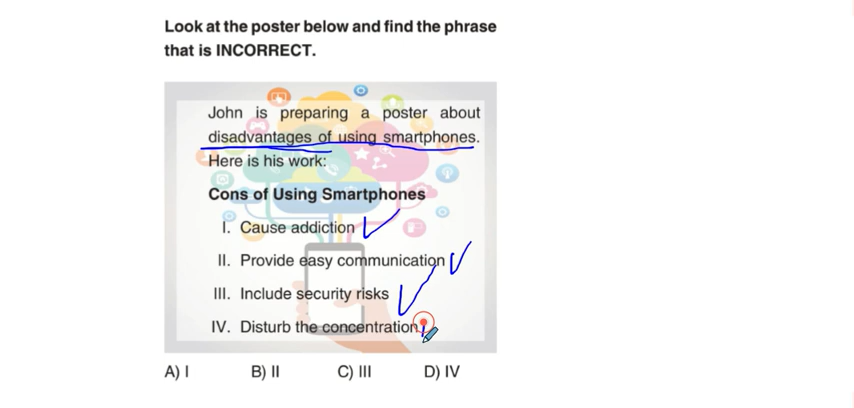 Look at the poster below and find the phrase
that is INCORRECT.
John is preparing a poster about
disadvantages of using smartphones.
Here is his work:
Cons of Using Smartphones
I. Cause addiction
II. Provide easy communication
III. Include security risks
IV. Disturb the concentration
A) I B) II C) III D) IV